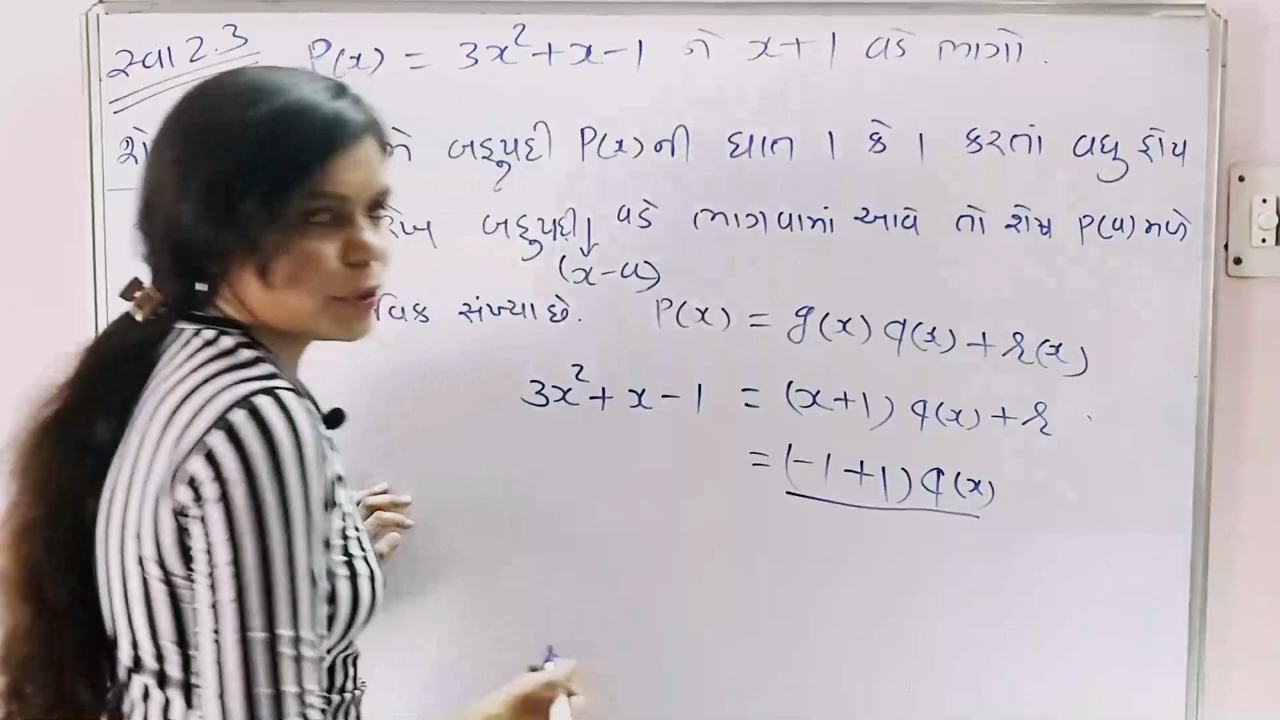 સ્વા 2.3 P(x) = 3x²+x-1 ને x+1 વડે ભાગો.
શે બહુપદી P(x)ની ઘાત 1 કે 1 કરતાં વધુ હોય
બહુપદી વડે ભાગવામાં આવે તો શેષ P(a) મળે
(x-a)
સંખ્યા છે. P(x) = g(x) q(x) + r(x)
3x²+x-1 = (x+1) q(x) + r
= (-1+1) q(x)